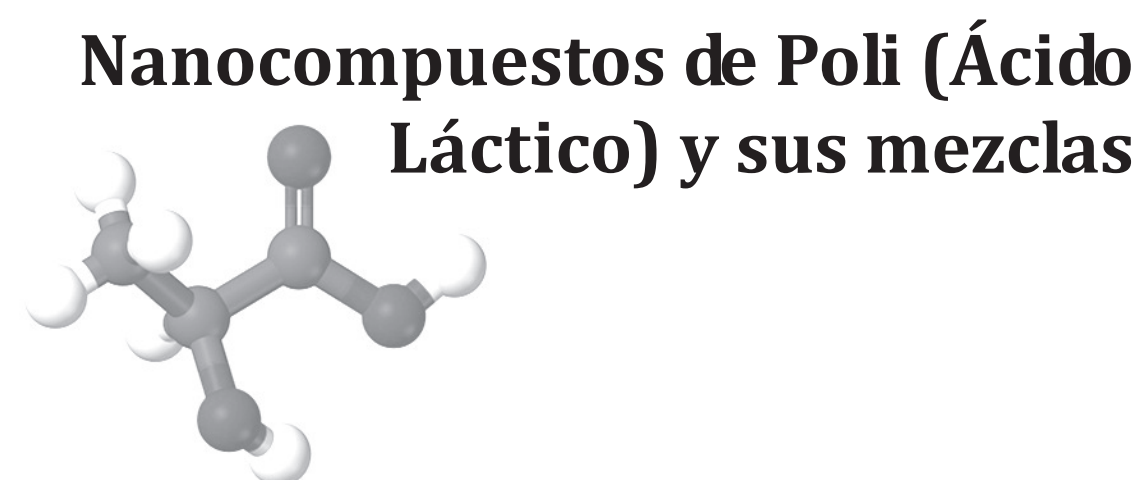 Nanocompuestos de Poli (Ácido
Láctico) y sus mezclas